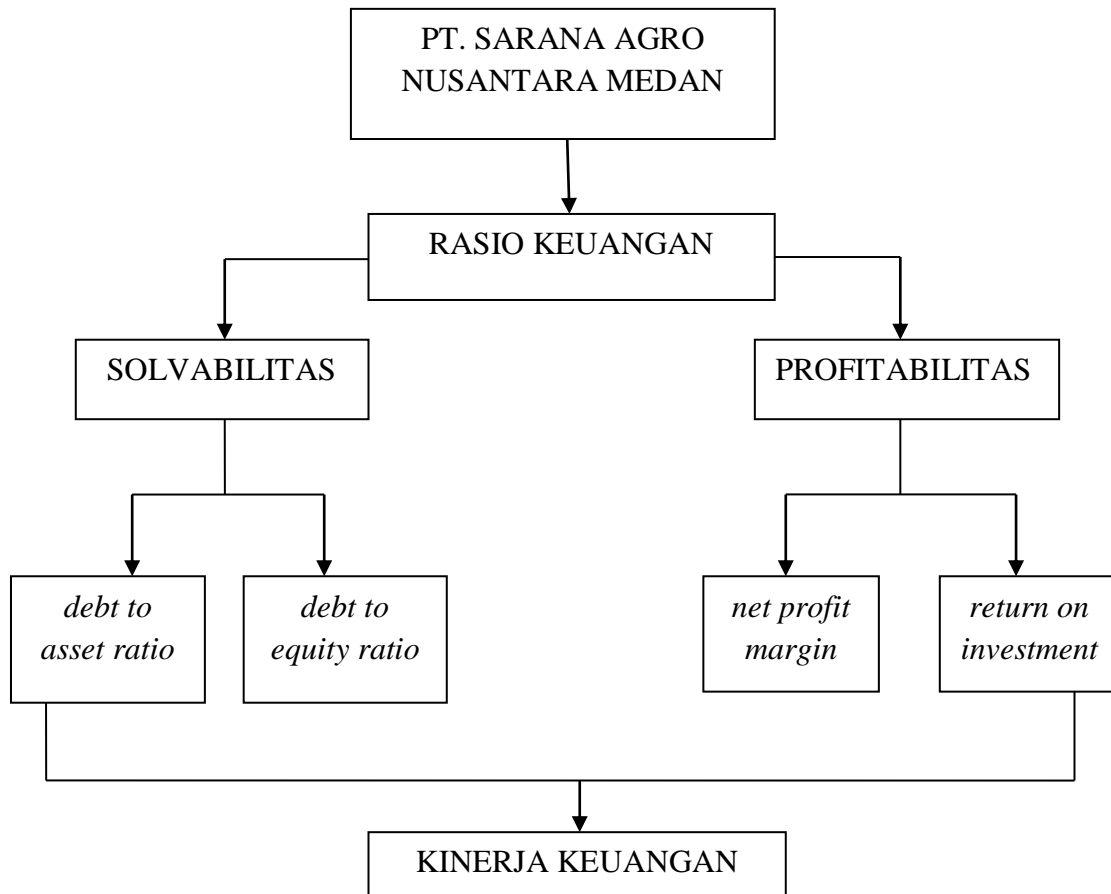 PT. SARANA AGRO
NUSANTARA MEDAN
RASIO KEUANGAN
SOLVABILITAS
PROFITABILITAS
debt to
asset ratio
debt to
equity ratio
net profit
margin
return on
investment
KINERJA KEUANGAN